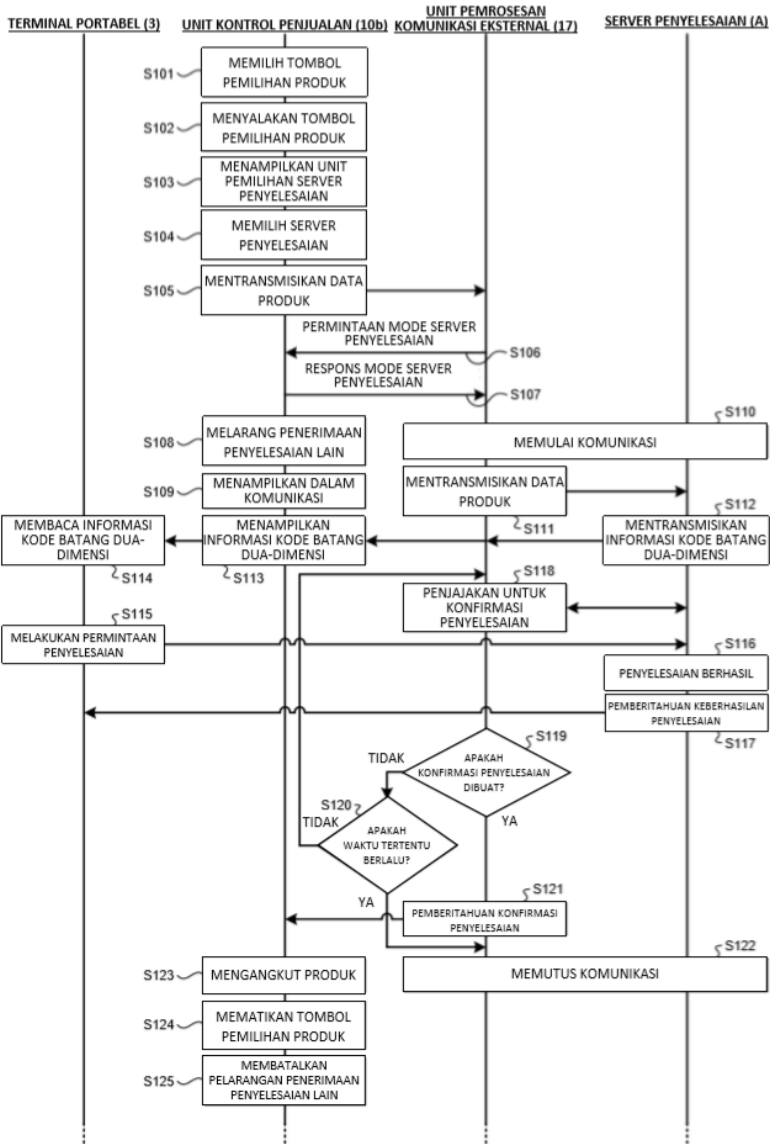 TERMINAL PORTABEL (3)
UNIT KONTROL PENJUALAN (10b)
UNIT PEMROSESAN
KOMUNIKASI EKSTERNAL (17)
SERVER PENYELESAIAN (A)
S101
MEMILIH TOMBOL
PEMILIHAN PRODUK
S102
MENYALAKAN TOMBOL
PEMILIHAN PRODUK
S103
MENAMPILKAN UNIT
PEMILIHAN SERVER
PENYELESAIAN
S104
MEMILIH SERVER
PENYELESAIAN
S105
MENTRANSMISIKAN DATA
PRODUK
PERMINTAAN MODE SERVER
PENYELESAIAN
S106
RESPONS MODE SERVER
PENYELESAIAN
S107
S108
MELARANG PENERIMAAN
PENYELESAIAN LAIN
S110
MEMULAI KOMUNIKASI
S109
MENAMPILKAN DALAM
KOMUNIKASI
MENTRANSMISIKAN DATA
PRODUK
S111
S112
MENTRANSMISIKAN
INFORMASI KODE BATANG
DUA-DIMENSI
MENAMPILKAN
INFORMASI KODE BATANG
DUA-DIMENSI
S113
MEMBACA INFORMASI
KODE BATANG DUA-
DIMENSI
S114
S118
PENJAJAKAN UNTUK
KONFIRMASI
PENYELESAIAN
S115
MELAKUKAN PERMINTAAN
PENYELESAIAN
S116
PENYELESAIAN BERHASIL
PEMBERITAHUAN KEBERHASILAN
PENYELESAIAN
S117
S119
TIDAK
APAKAH
KONFIRMASI PENYELESAIAN
DIBUAT?
YA
S120
TIDAK
APAKAH
WAKTU TERTENTU
BERLALU?
YA
S121
PEMBERITAHUAN KONFIRMASI
PENYELESAIAN
S122
MEMUTUS KOMUNIKASI
S123
MENGANGKUT PRODUK
S124
MEMATIKAN TOMBOL
PEMILIHAN PRODUK
S125
MEMBATALKAN
PELARANGAN PENERIMAAN
PENYELESAIAN LAIN